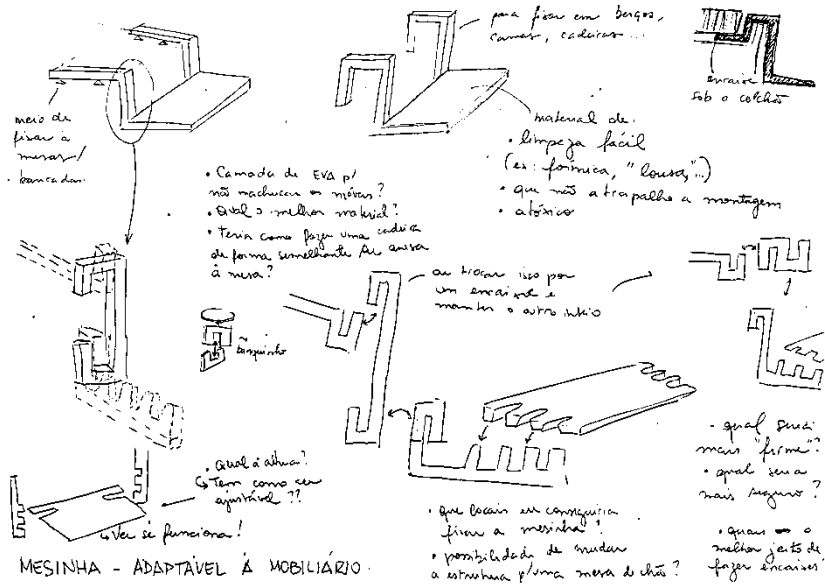 para fixar em berços,
camas, cadeiras ...
encaixe
sob o colchão
meio de
fixar à
mesas/
bancadas
material de:
• limpeza fácil
(ex: fórmica, "lousa"...)
• que não atrapalhe a montagem
• atóxico
• Camada de EVA p/
não machucar os móveis?
• Qual o melhor material?
• teria como fazer uma cadeira
de forma semelhante
à mesa?
ou trocar isso por
um encaixe e
manter o outro inteiro
banquinho
• Qual a altura?
↳ Tem como ser
ajustável??
↳ Ver se funciona!
• que locais eu conseguiria
fixar a mesinha?
• possibilidade de mudar
a estrutura p/ uma mesa de chão?
• qual seria
mais "firme"?
• qual seria
mais seguro?
• quais o
melhor jeito de
fazer encaixes?
MESINHA - ADAPTÁVEL À MOBILIÁRIO.